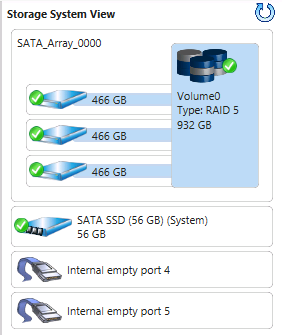 Storage System View
SATA_Array_0000
466 GB
466 GB
466 GB
Volume0
Type: RAID 5
932 GB
SATA SSD (56 GB) (System)
56 GB
Internal empty port 4
Internal empty port 5